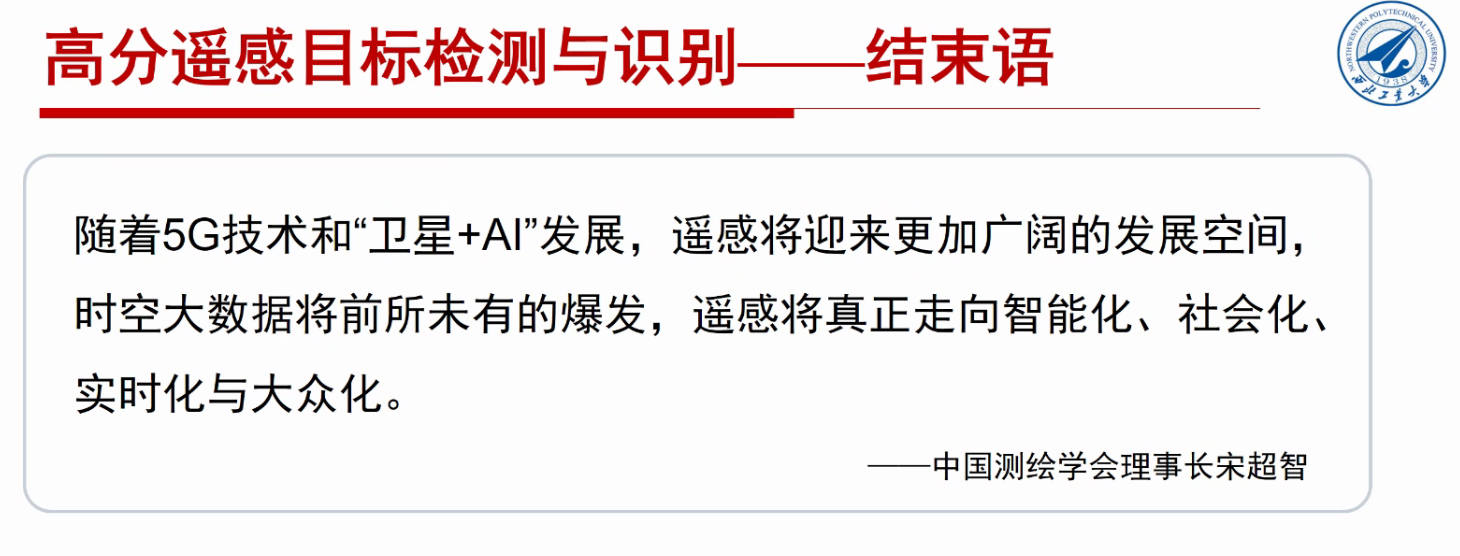 高分遥感目标检测与识别——结束语
NORTHWESTERN POLYTECHNICAL UNIVERSITY
1938
西北工业大学
随着5G技术和“卫星+AI”发展，遥感将迎来更加广阔的发展空间，
时空大数据将前所未有的爆发，遥感将真正走向智能化、社会化、
实时化与大众化。
——中国测绘学会理事长宋超智